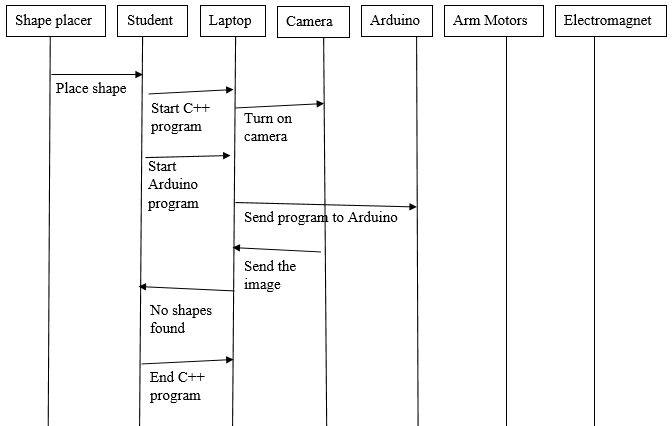 Shape placer
Student
Laptop
Camera
Arduino
Arm Motors
Electromagnet
Place shape
Start C++
program
Turn on
camera
Start
Arduino
program
Send program to Arduino
Send the
image
No shapes
found
End C++
program